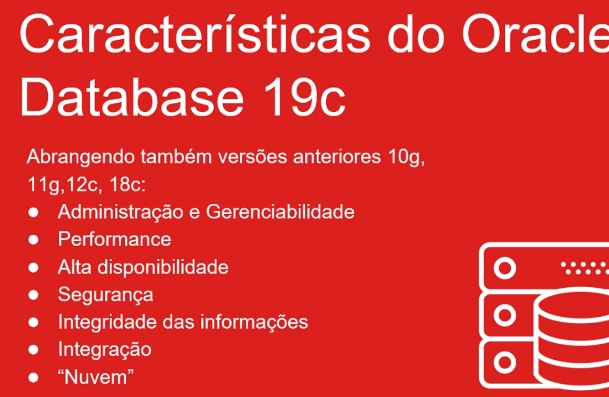 Características do Oracle
Database 19c
Abrangendo também versões anteriores 10g,
11g,12c, 18c:
● Administração e Gerenciabilidade
● Performance
● Alta disponibilidade
● Segurança
● Integridade das informações
● Integração
● “Nuvem”